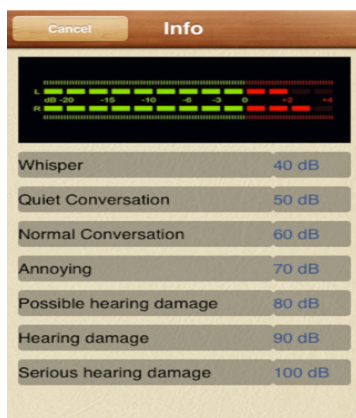 Cancel
Info
L
dB -20 -15 -10 -6 -3 0 +2 +4
R
Whisper 40 dB
Quiet Conversation 50 dB
Normal Conversation 60 dB
Annoying 70 dB
Possible hearing damage 80 dB
Hearing damage 90 dB
Serious hearing damage 100 dB